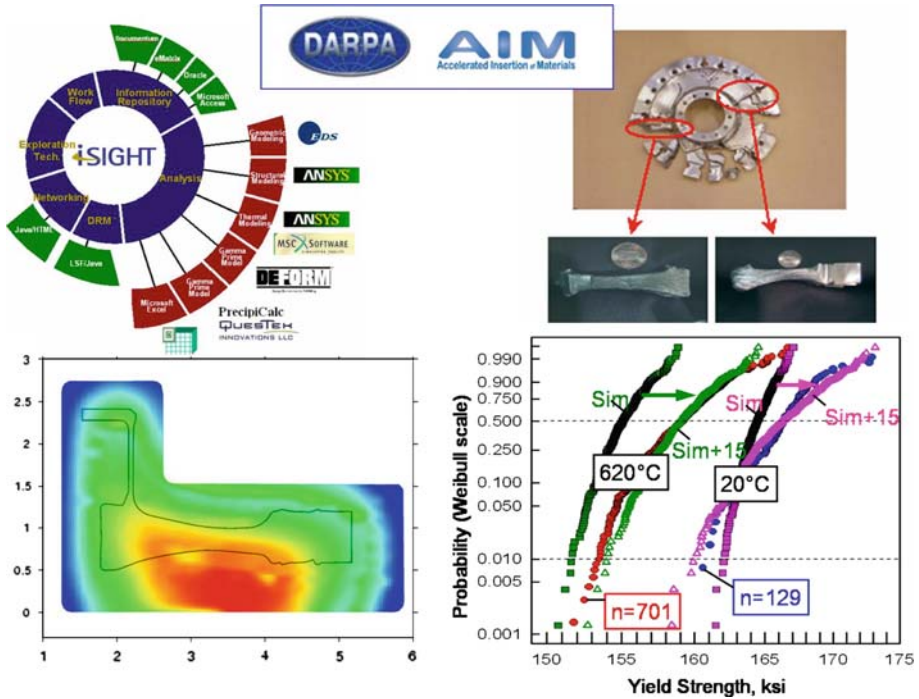 DARPA
AIM
Accelerated Insertion of Materials
Documentum
eMatrix
Oracle
Microsoft
Access
Work
Flow
Information
Repository
Exploration
Tech.
iSIGHT
Analysis
Networking
DRM
Java/HTML
LSF/Java
Geometric
Modeling
Structural
Modeling
Thermal
Modeling
Gamma
Prime
Model
Gamma
Prime
Model
Microsoft
Excel
EDS
ANSYS
ANSYS
MSC SOFTWARE
DEFORM
PrecipiCalc
QUESTEK
INNOVATIONS LLC
3
2.5
2
1.5
1
0.5
0
1
2
3
4
5
6
Probability (Weibull scale)
0.990
0.900
0.750
0.500
0.250
0.100
0.050
0.010
0.005
0.001
Sim
Sim+15
620°C
Sim
Sim+15
20°C
n=701
n=129
150
155
160
165
170
175
Yield Strength, ksi